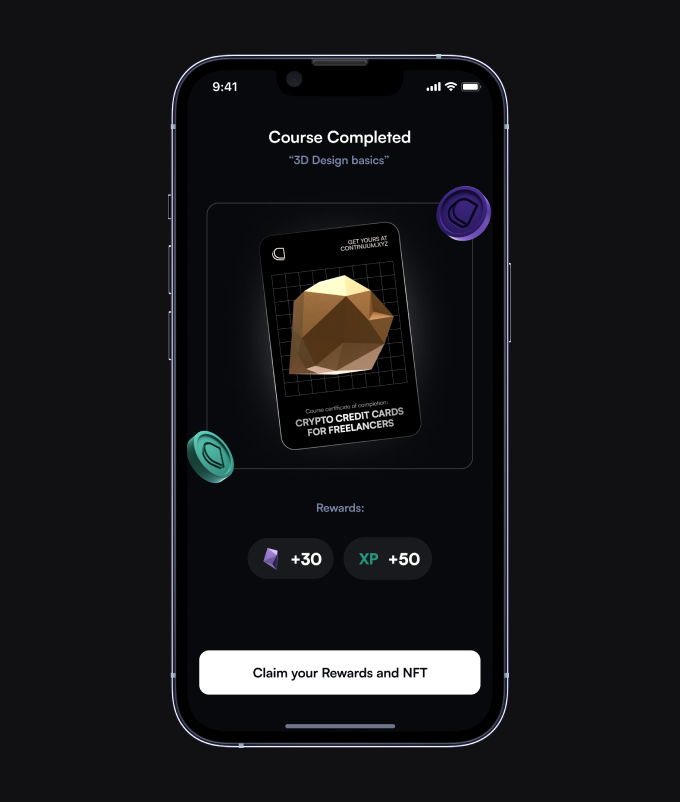 9:41
Course Completed
“3D Design basics”
GET YOURS AT
CONTINUUM.XYZ
Course certificate of completion:
CRYPTO CREDIT CARDS
FOR FREELANCERS
Rewards:
+30
XP +50
Claim your Rewards and NFT